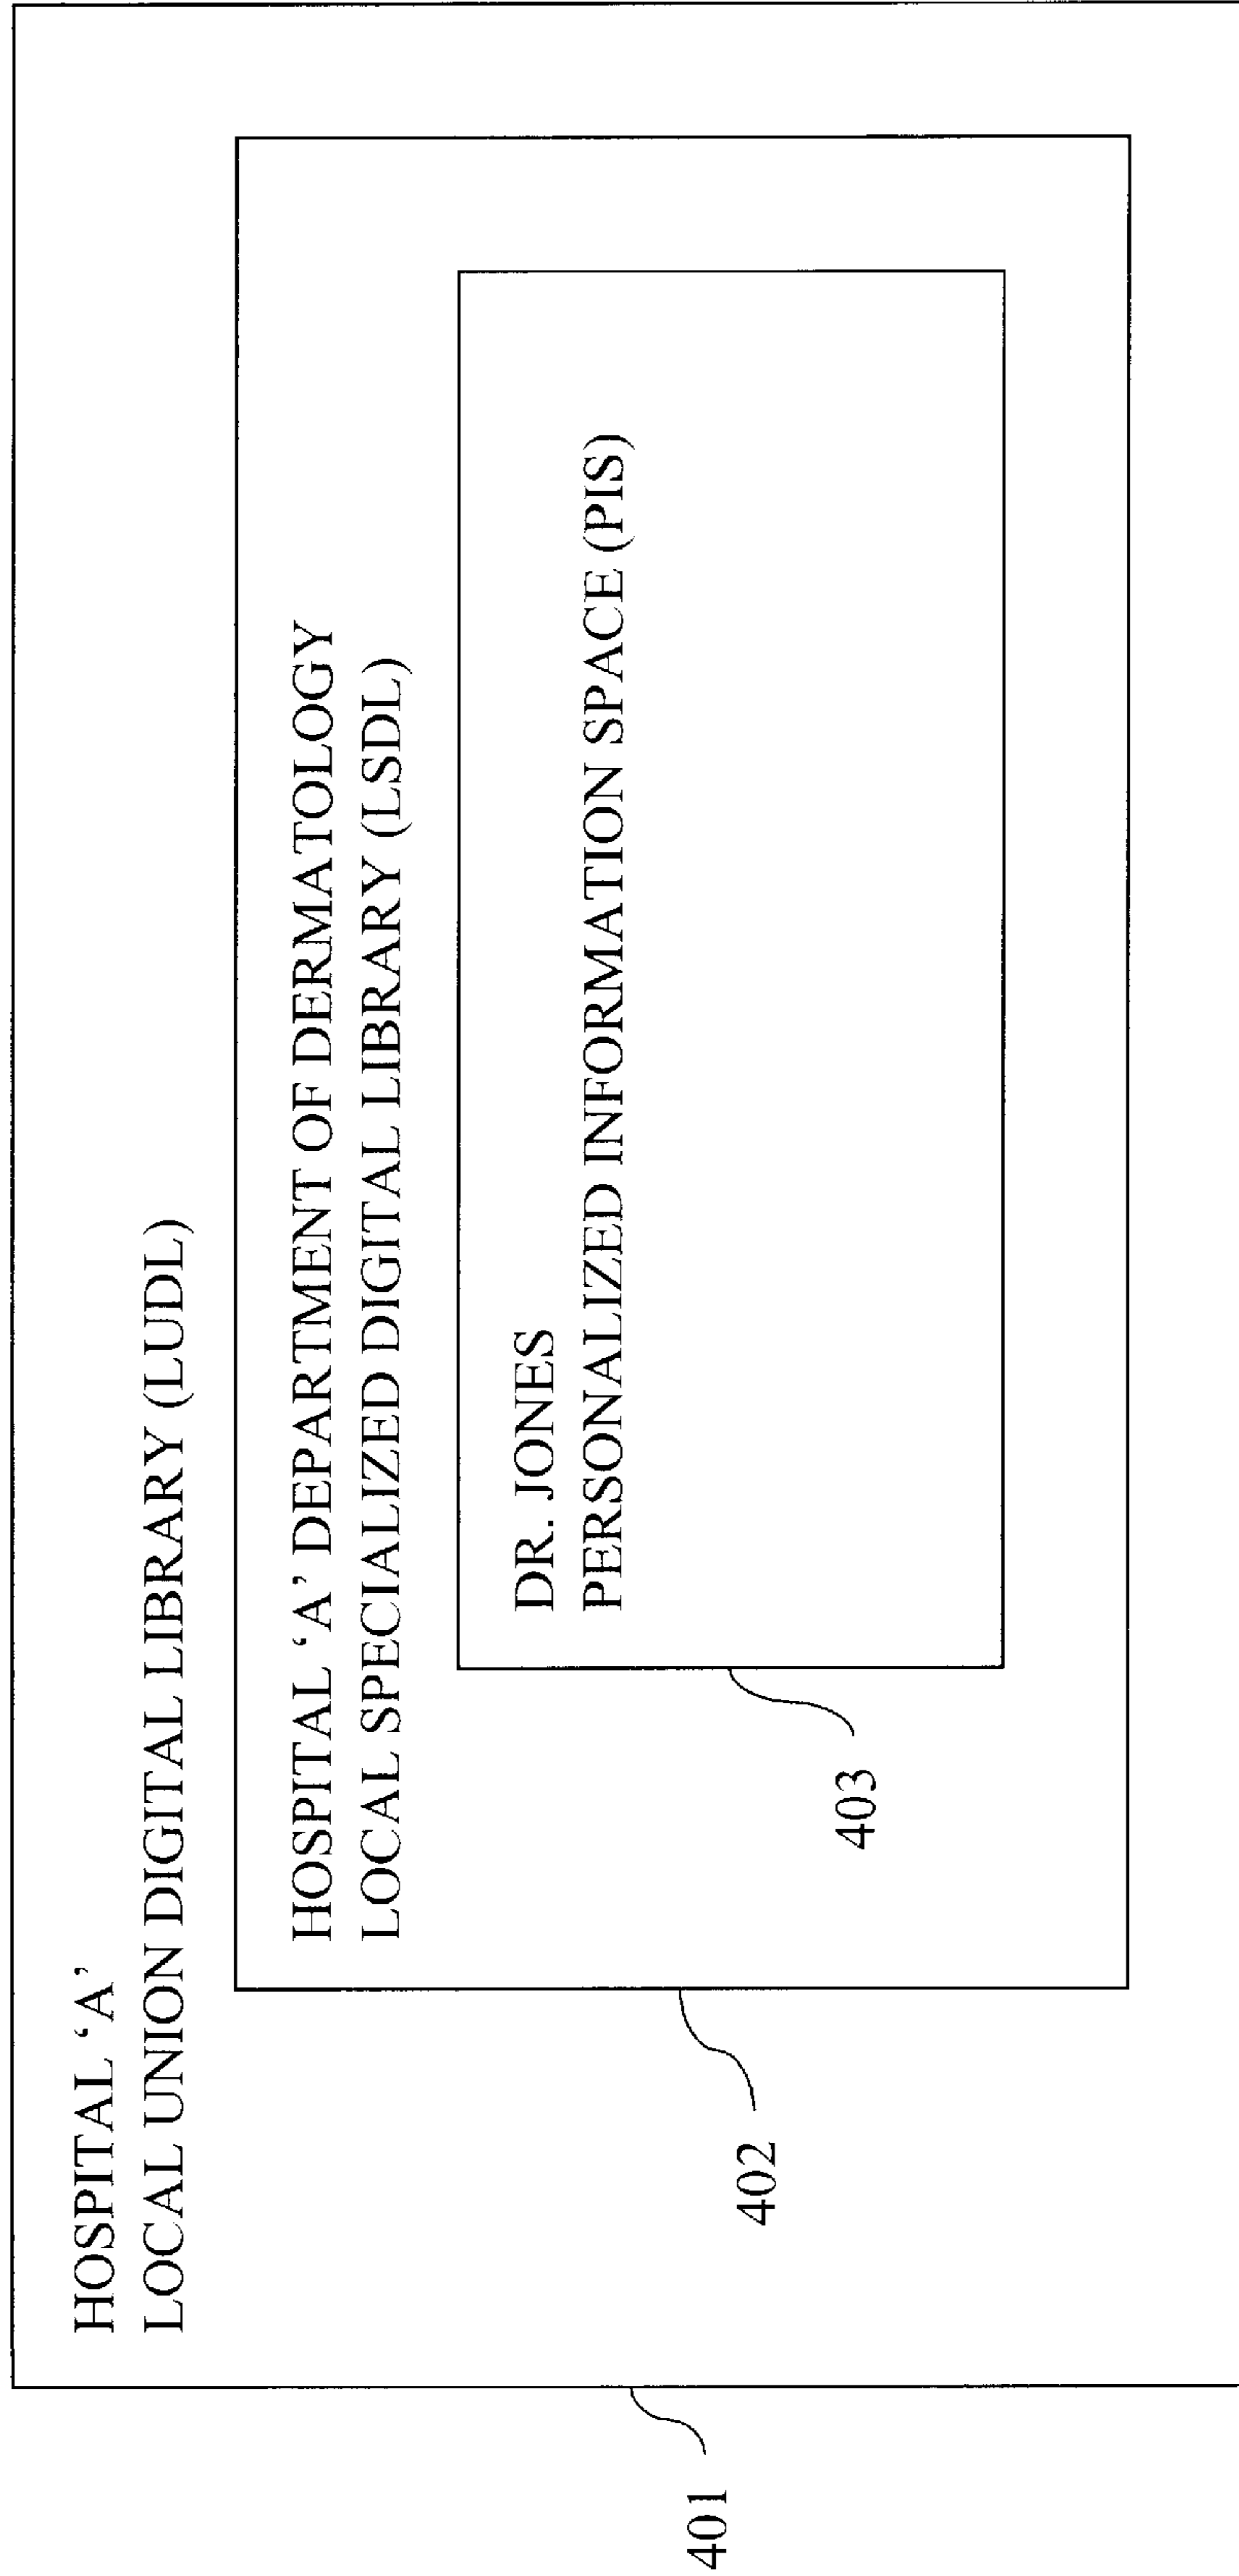 HOSPITAL ‘A’
LOCAL UNION DIGITAL LIBRARY (LUDL)
HOSPITAL ‘A’ DEPARTMENT OF DERMATOLOGY
LOCAL SPECIALIZED DIGITAL LIBRARY (LSDL)
DR. JONES
PERSONALIZED INFORMATION SPACE (PIS)
403
402
401